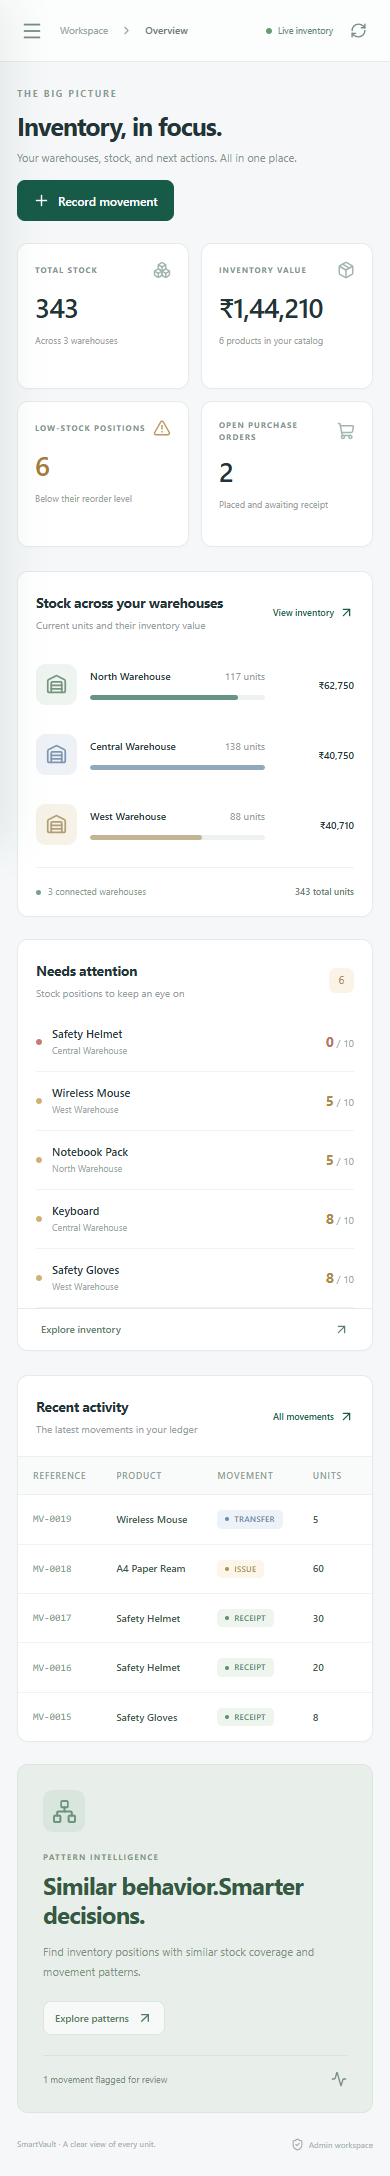 Workspace > Overview
Live inventory
THE BIG PICTURE
Inventory, in focus.
Your warehouses, stock, and next actions. All in one place.
+ Record movement
TOTAL STOCK
343
Across 3 warehouses
INVENTORY VALUE
₹1,44,210
6 products in your catalog
LOW-STOCK POSITIONS
6
Below their reorder level
OPEN PURCHASE
ORDERS
2
Placed and awaiting receipt
Stock across your warehouses
Current units and their inventory value
View inventory
North Warehouse 117 units ₹62,750
Central Warehouse 138 units ₹40,750
West Warehouse 88 units ₹40,710
3 connected warehouses 343 total units
Needs attention
Stock positions to keep an eye on
6
Safety Helmet
Central Warehouse
0 / 10
Wireless Mouse
West Warehouse
5 / 10
Notebook Pack
North Warehouse
5 / 10
Keyboard
Central Warehouse
8 / 10
Safety Gloves
West Warehouse
8 / 10
Explore inventory
Recent activity
The latest movements in your ledger
All movements
REFERENCE PRODUCT MOVEMENT UNITS
MV-0019 Wireless Mouse TRANSFER 5
MV-0018 A4 Paper Ream ISSUE 60
MV-0017 Safety Helmet RECEIPT 30
MV-0016 Safety Helmet RECEIPT 20
MV-0015 Safety Gloves RECEIPT 8
PATTERN INTELLIGENCE
Similar behavior.Smarter
decisions.
Find inventory positions with similar stock coverage and
movement patterns.
Explore patterns
1 movement flagged for review
SmartVault · A clear view of every unit.
Admin workspace